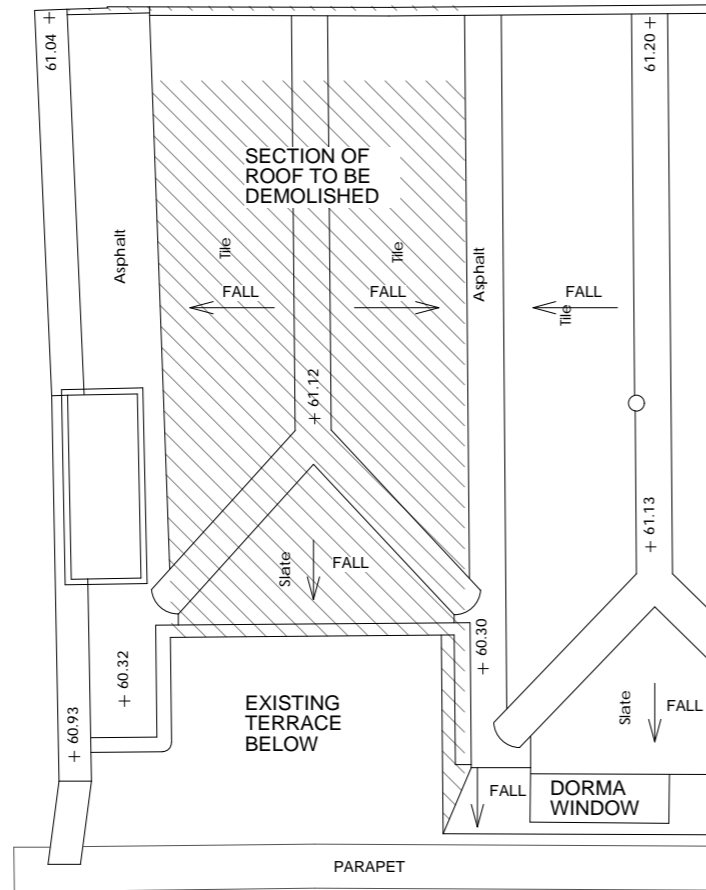 61.04 +
61.20 +
SECTION OF
ROOF TO BE
DEMOLISHED
Asphalt
Tile
Tile
Asphalt
FALL
FALL
FALL
Tile
+ 61.12
+ 61.13
Slate
FALL
+ 60.32
+ 60.30
+ 60.93
EXISTING
TERRACE
BELOW
Slate
FALL
FALL
DORMA
WINDOW
PARAPET